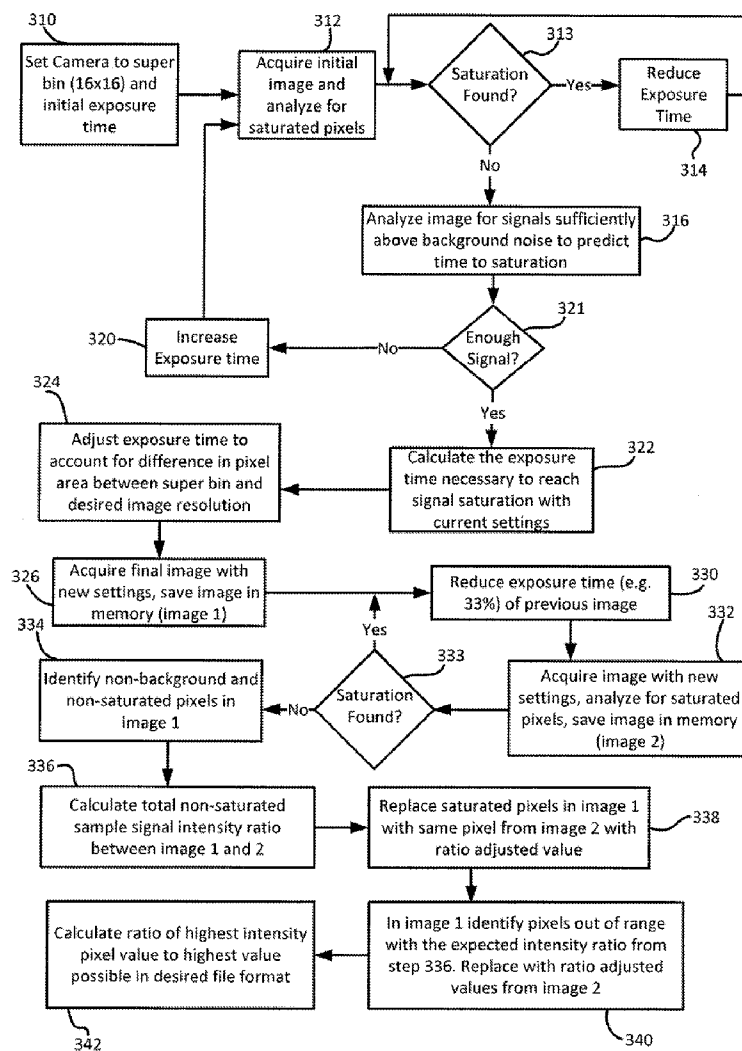 310
Set Camera to super
bin (16x16) and
initial exposure
time
312
Acquire initial
image and
analyze for
saturated pixels
313
Saturation
Found?
Yes
Reduce
Exposure
Time
314
No
Analyze image for signals sufficiently
above background noise to predict
time to saturation
316
321
Enough
Signal?
No
Increase
Exposure time
320
Yes
322
Calculate the exposure
time necessary to reach
signal saturation with
current settings
324
Adjust exposure time to
account for difference in pixel
area between super bin and
desired image resolution
326
Acquire final image with
new settings, save image in
memory (image 1)
330
Reduce exposure time (e.g.
33%) of previous image
332
Acquire image with new
settings, analyze for saturated
pixels, save image in memory
(image 2)
333
Saturation
Found?
Yes
No
334
Identify non-background and
non-saturated pixels in
image 1
336
Calculate total non-saturated
sample signal intensity ratio
between image 1 and 2
Replace saturated pixels in image 1
with same pixel from image 2 with
ratio adjusted value
338
In image 1 identify pixels out of range
with the expected intensity ratio from
step 336. Replace with ratio adjusted
values from image 2
340
Calculate ratio of highest intensity
pixel value to highest value
possible in desired file format
342